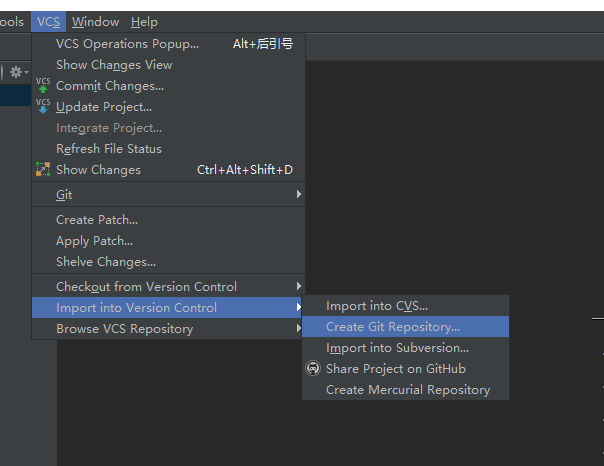 ools VCS Window Help
VCS Operations Popup... Alt+后引号
Show Changes View
VCS Commit Changes...
VCS Update Project...
Integrate Project...
Refresh File Status
Show Changes Ctrl+Alt+Shift+D
Git
Create Patch...
Apply Patch...
Shelve Changes...
Checkout from Version Control
Import into Version Control
Browse VCS Repository
Import into CVS...
Create Git Repository...
Import into Subversion...
Share Project on GitHub
Create Mercurial Repository